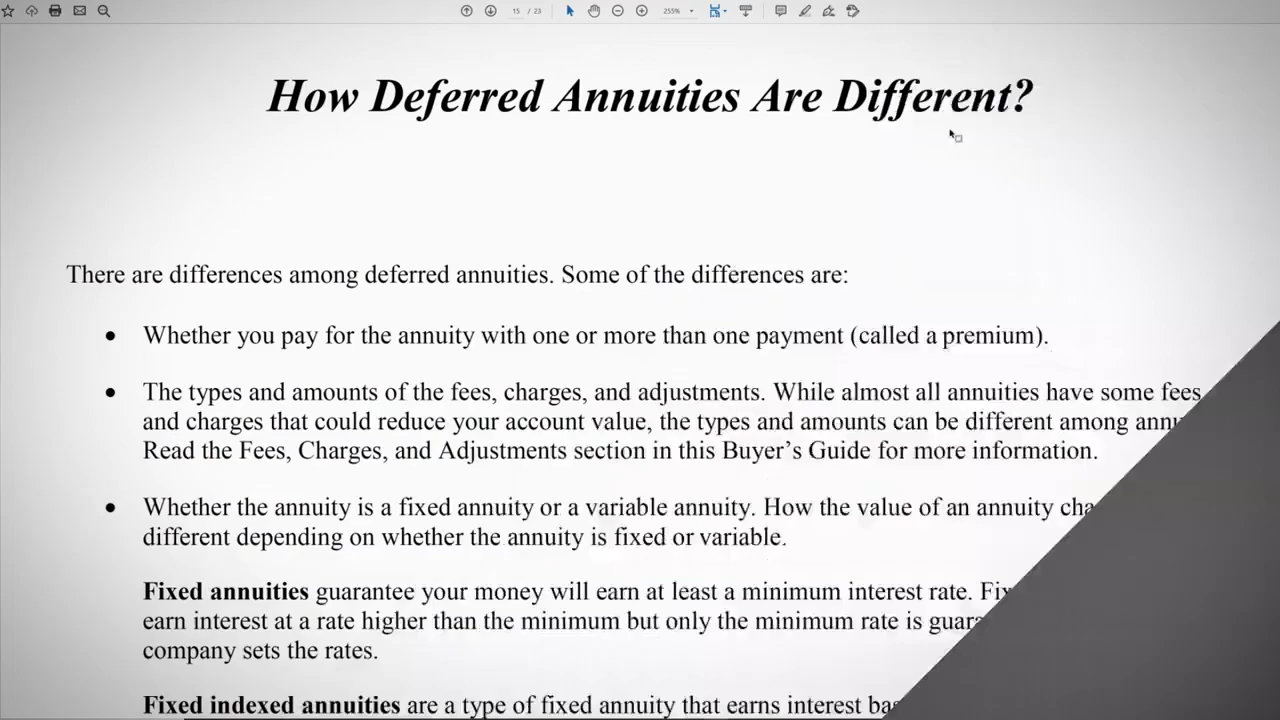 15 / 23
255%
How Deferred Annuities Are Different?
There are differences among deferred annuities. Some of the differences are:
• Whether you pay for the annuity with one or more than one payment (called a premium).
• The types and amounts of the fees, charges, and adjustments. While almost all annuities have some fees
and charges that could reduce your account value, the types and amounts can be different among
Read the Fees, Charges, and Adjustments section in this Buyer’s Guide for more information.
• Whether the annuity is a fixed annuity or a variable annuity. How the value of an annuity
different depending on whether the annuity is fixed or variable.
Fixed annuities guarantee your money will earn at least a minimum interest rate.
earn interest at a rate higher than the minimum but only the minimum rate is
company sets the rates.
Fixed indexed annuities are a type of fixed annuity that earns interest